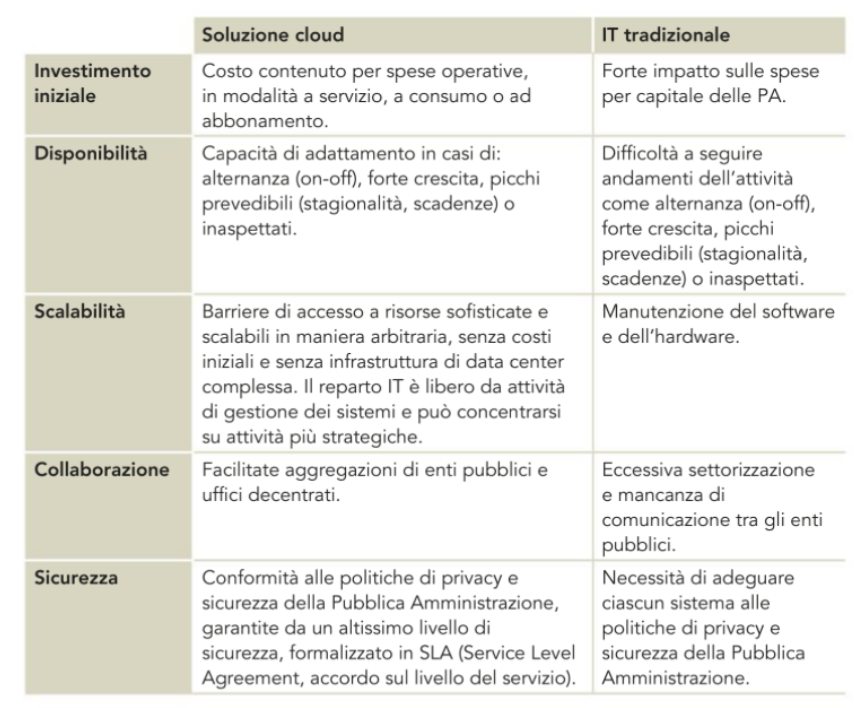 Soluzione cloud
IT tradizionale
Investimento
iniziale
Costo contenuto per spese operative,
in modalità a servizio, a consumo o ad
abbonamento.
Forte impatto sulle spese
per capitale delle PA.
Disponibilità
Capacità di adattamento in casi di:
alternanza (on-off), forte crescita, picchi
prevedibili (stagionalità, scadenze) o
inaspettati.
Difficoltà a seguire
andamenti dell'attività
come alternanza (on-off),
forte crescita, picchi
prevedibili (stagionalità,
scadenze) o inaspettati.
Scalabilità
Barriere di accesso a risorse sofisticate e
scalabili in maniera arbitraria, senza costi
iniziali e senza infrastruttura di data center
complessa. Il reparto IT è libero da attività
di gestione dei sistemi e può concentrarsi
su attività più strategiche.
Manutenzione del software
e dell'hardware.
Collaborazione
Facilitate aggregazioni di enti pubblici e
uffici decentrati.
Eccessiva settorizzazione
e mancanza di
comunicazione tra gli enti
pubblici.
Sicurezza
Conformità alle politiche di privacy e
sicurezza della Pubblica Amministrazione,
garantite da un altissimo livello di
sicurezza, formalizzato in SLA (Service Level
Agreement, accordo sul livello del servizio).
Necessità di adeguare
ciascun sistema alle
politiche di privacy e
sicurezza della Pubblica
Amministrazione.